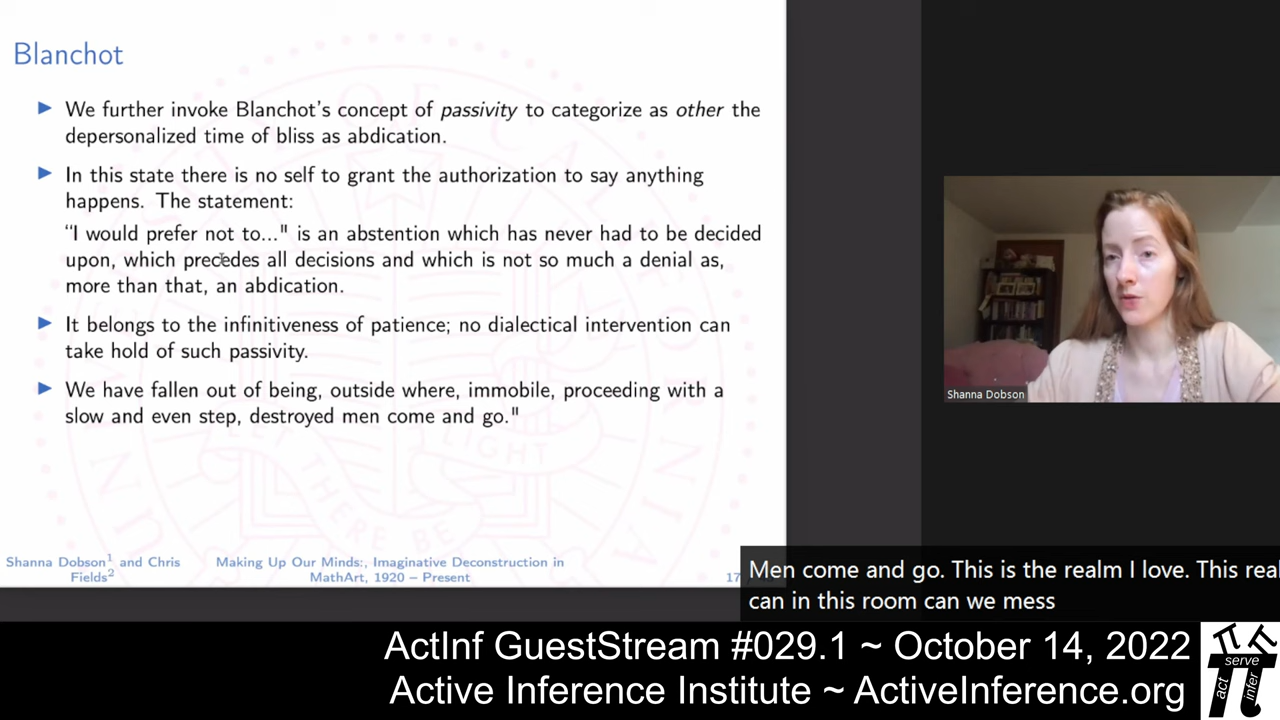 Blanchot
We further invoke Blanchot's concept of passivity to categorize as other the
depersonalized time of bliss as abdication.
In this state there is no self to grant the authorization to say anything
happens. The statement:
"I would prefer not to..." is an abstention which has never had to be decided
upon, which precedes all decisions and which is not so much a denial as,
more than that, an abdication.
It belongs to the infinitiveness of patience; no dialectical intervention can
take hold of such passivity.
We have fallen out of being, outside where, immobile, proceeding with a
slow and even step, destroyed men come and go."
Shanna Dobson1 and Chris
Fields2
Making Up Our Minds:, Imaginative Deconstruction in
MathArt, 1920 – Present
17
Shanna Dobson
Men come and go. This is the realm I love. This real
can in this room can we mess
ActInf GuestStream #029.1 ~ October 14, 2022
Active Inference Institute ~ ActiveInference.org
serve
act
infer
THERE BE
LIGHT